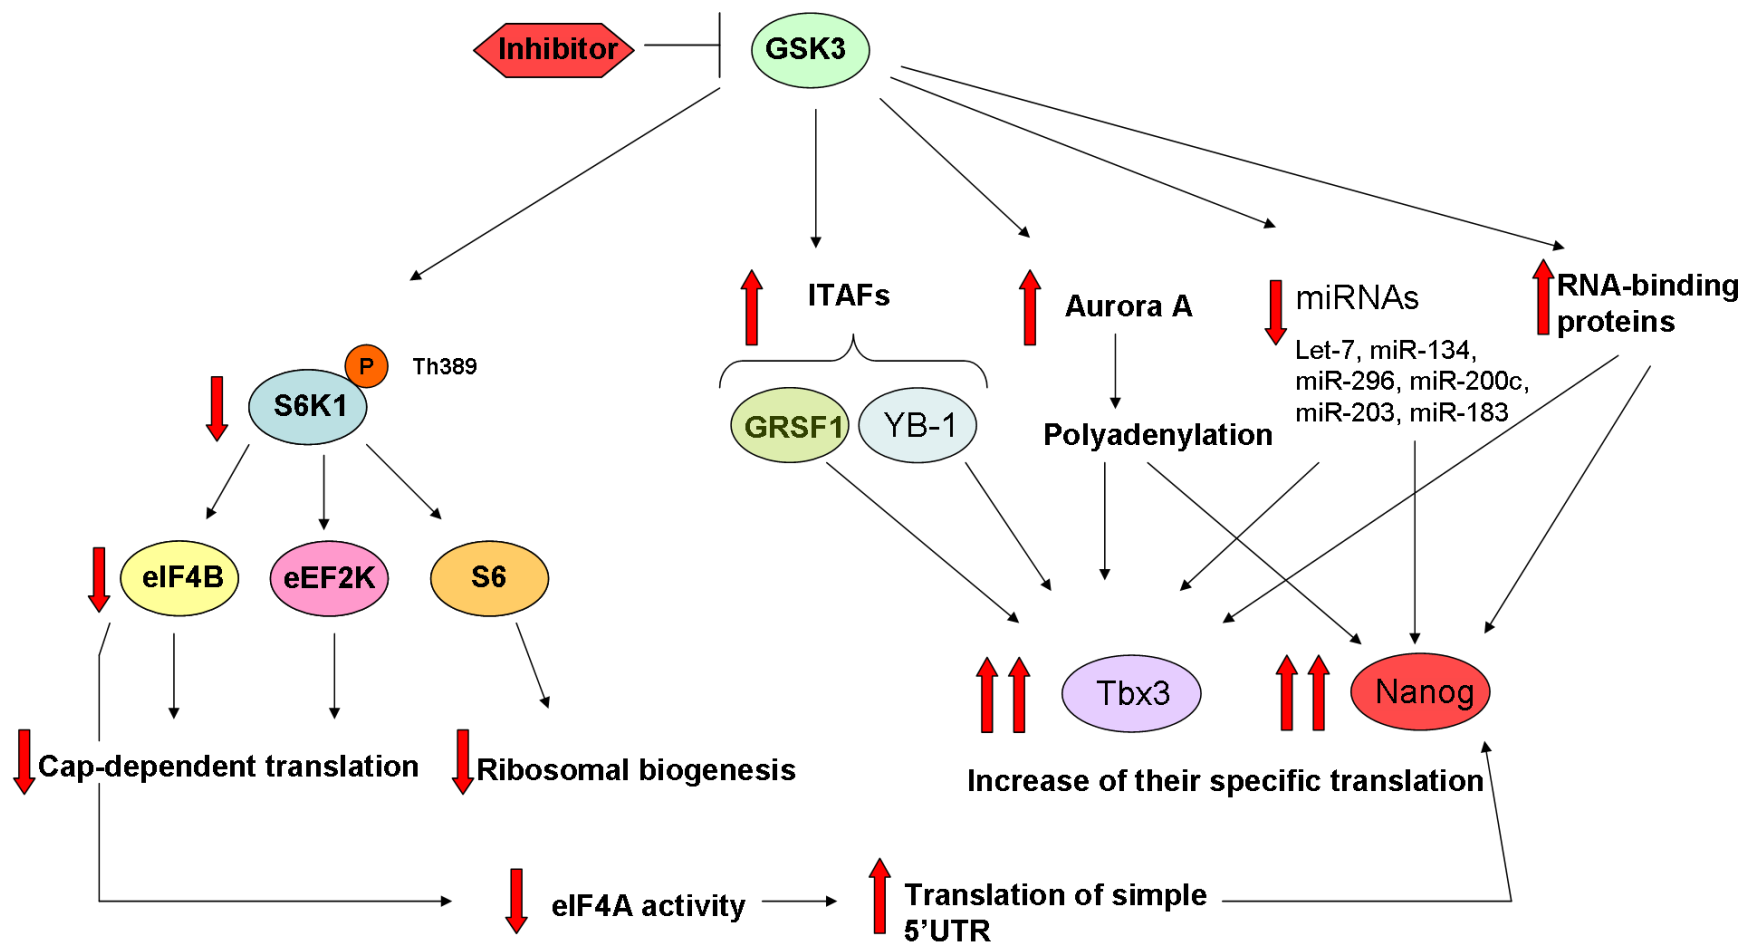 Inhibitor
GSK3
ITAFs
Aurora A
miRNAs
Let-7, miR-134,
miR-296, miR-200c,
miR-203, miR-183
RNA-binding
proteins
P
Th389
S6K1
GRSF1
YB-1
Polyadenylation
eIF4B
eEF2K
S6
Tbx3
Nanog
Cap-dependent translation
Ribosomal biogenesis
Increase of their specific translation
eIF4A activity
Translation of simple
5’UTR